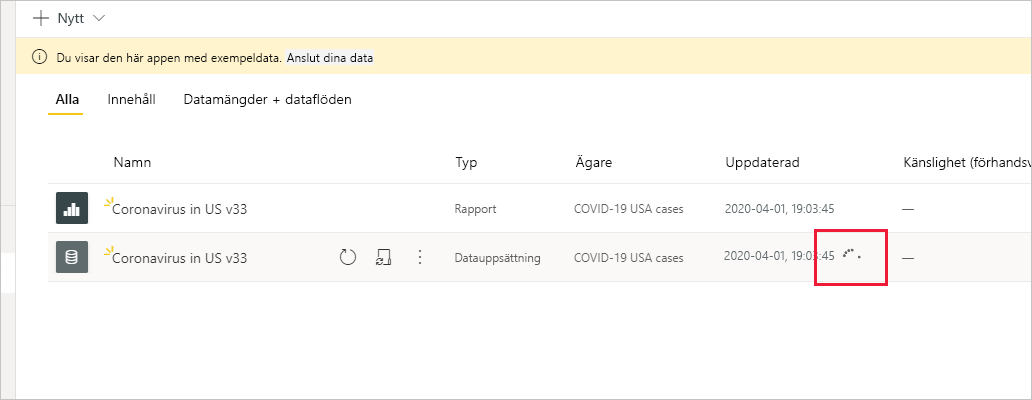 Nytt
Du visar den här appen med exempeldata. Anslut dina data
Alla Innehåll Datamängder + dataflöden
Namn Typ Ägare Uppdaterad Känslighet (förhandsv
Coronavirus in US v33 Rapport COVID-19 USA cases 2020-04-01, 19:03:45 —
Coronavirus in US v33 Datauppsättning COVID-19 USA cases 2020-04-01, 19:03:45 —